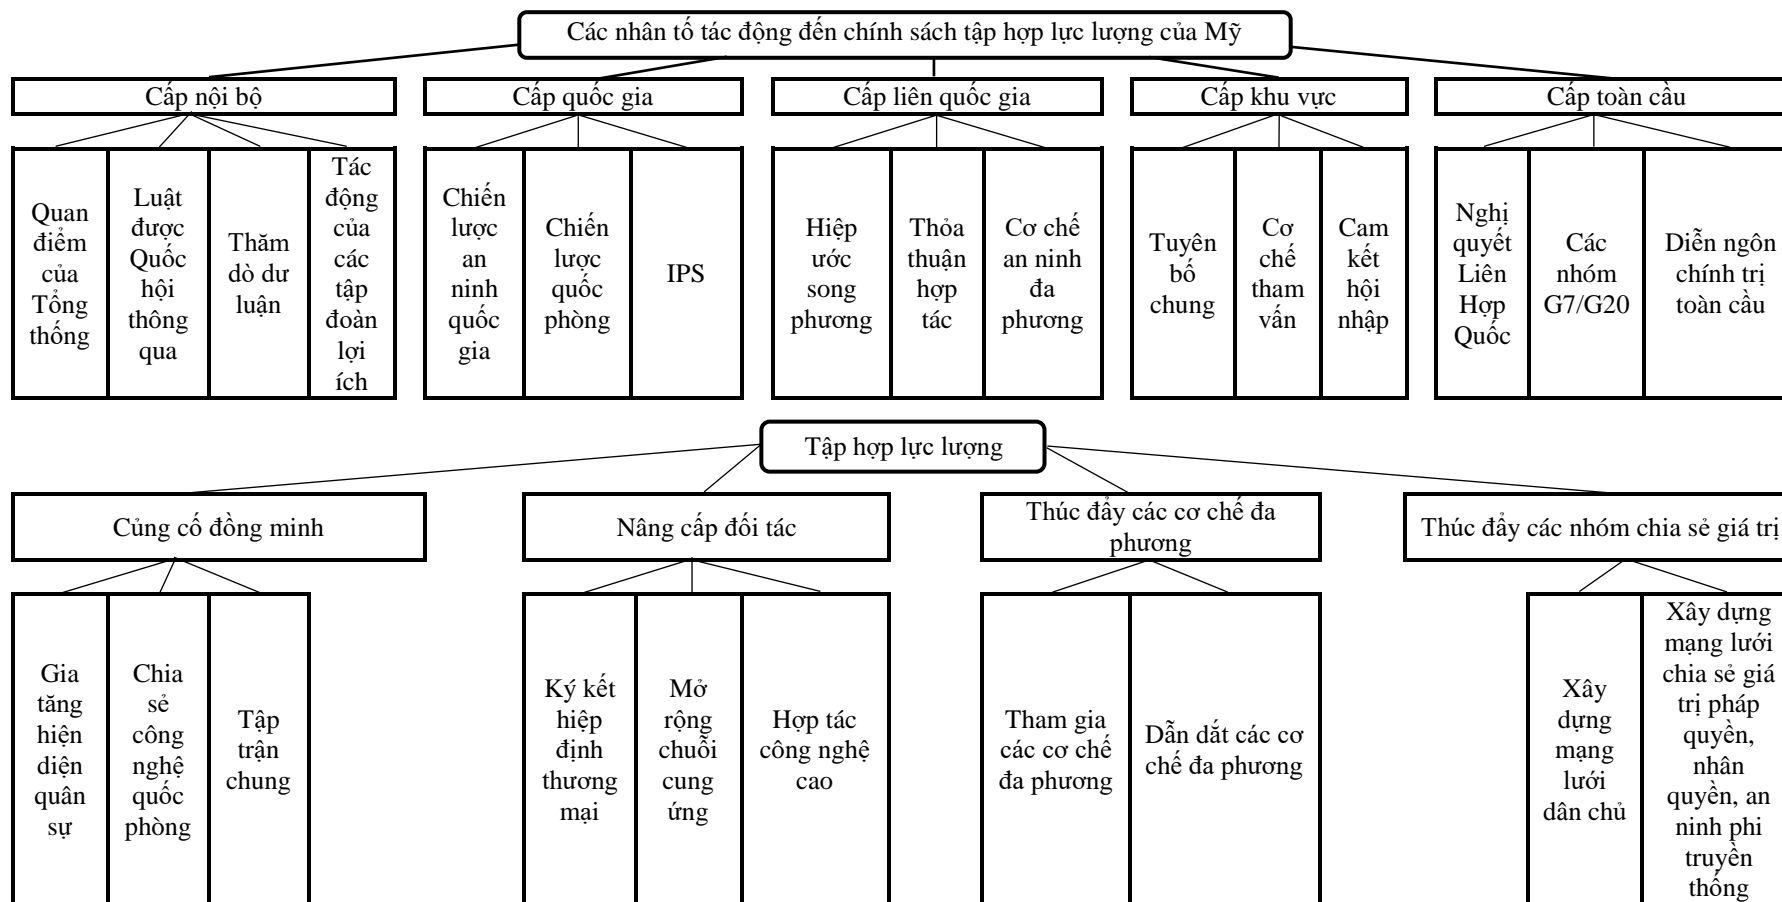 Các nhân tố tác động đến chính sách tập hợp lực lượng của Mỹ
Cấp nội bộ
Cấp quốc gia
Cấp liên quốc gia
Cấp khu vực
Cấp toàn cầu
Quan
điểm
của
Tổng
thống
Luật
được
Quốc
hội
thông
qua
Thăm
dò dư
luận
Tác
động
của
các
tập
đoàn
lợi
ích
Chiến
lược
an
ninh
quốc
gia
Chiến
lược
quốc
phòng
IPS
Hiệp
ước
song
phương
Thỏa
thuận
hợp
tác
Cơ chế
an ninh
đa
phương
Tuyên
bố
chung
Cơ
chế
tham
vấn
Cam
kết
hội
nhập
Nghị
quyết
Liên
Hợp
Quốc
Các
nhóm
G7/G20
Diễn ngôn
chính trị
toàn cầu
Tập hợp lực lượng
Củng cố đồng minh
Nâng cấp đối tác
Thúc đẩy các cơ chế đa
phương
Thúc đẩy các nhóm chia sẻ giá trị
Gia
tăng
hiện
diện
quân
sự
Chia
sẻ
công
nghệ
quốc
phòng
Tập
trận
chung
Ký kết
hiệp
định
thương
mại
Mở
rộng
chuỗi
cung
ứng
Hợp tác
công nghệ
cao
Tham gia
các cơ chế
đa phương
Dẫn dắt các cơ
chế đa phương
Xây
dựng
mạng
lưới
dân chủ
Xây dựng
mạng lưới
chia sẻ giá
trị pháp
quyền,
nhân
quyền, an
ninh phi
truyền
thống